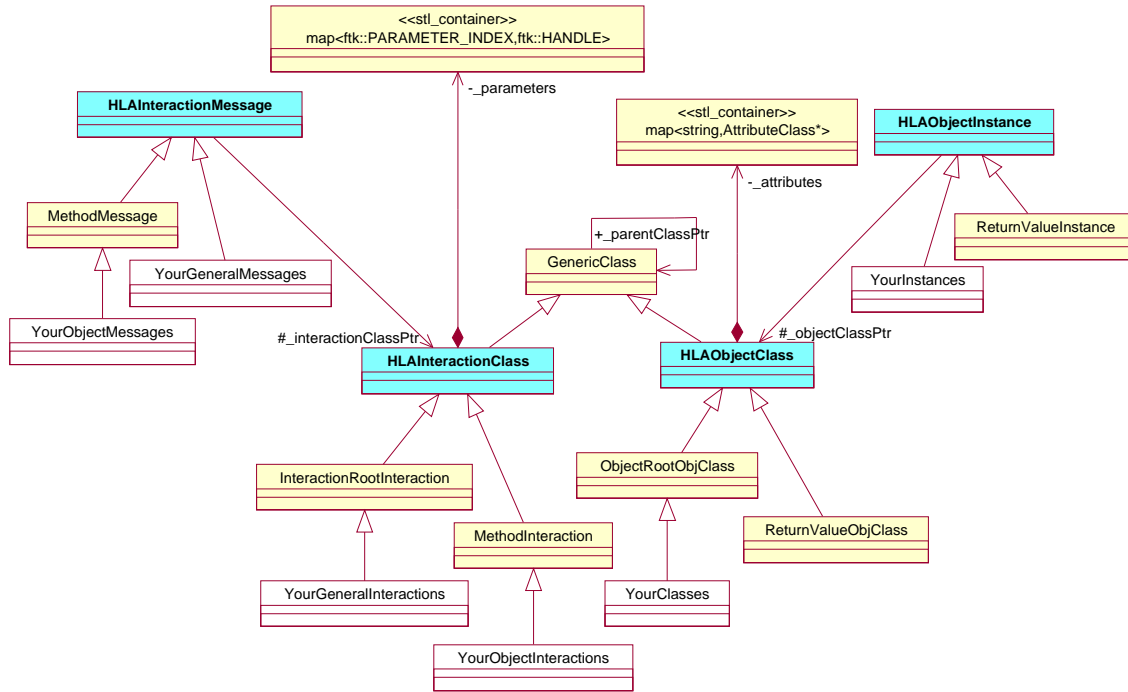 <<stl_container>>
map<ftk::PARAMETER_INDEX,ftk::HANDLE>
-_parameters
HLAInteractionMessage
<<stl_container>>
map<string,AttributeClass*>
HLAObjectInstance
-_attributes
MethodMessage
ReturnValueInstance
+_parentClassPtr
GenericClass
YourGeneralMessages
YourInstances
YourObjectMessages
#_interactionClassPtr
#_objectClassPtr
HLAInteractionClass
HLAObjectClass
InteractionRootInteraction
ObjectRootObjClass
MethodInteraction
ReturnValueObjClass
YourGeneralInteractions
YourClasses
YourObjectInteractions